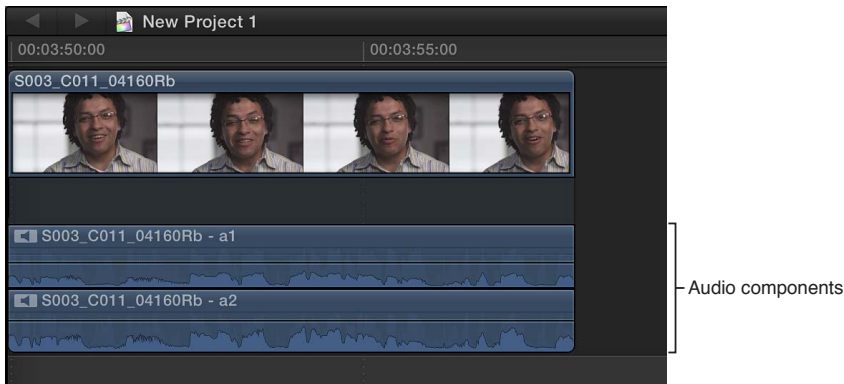 New Project 1
00:03:50:00
00:03:55:00
S003_C011_04160Rb
S003_C011_04160Rb - a1
S003_C011_04160Rb - a2
Audio components